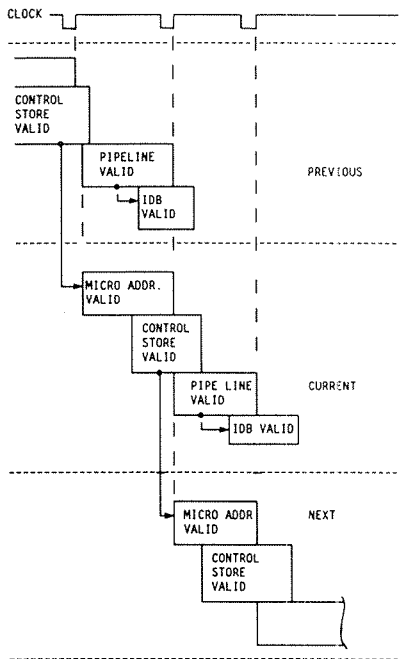 CLOCK
CONTROL
STORE
VALID
PIPELINE
VALID
PREVIOUS
IDB
VALID
MICRO ADDR.
VALID
CONTROL
STORE
VALID
PIPE LINE
VALID
CURRENT
IDB VALID
MICRO ADDR
VALID
NEXT
CONTROL
STORE
VALID